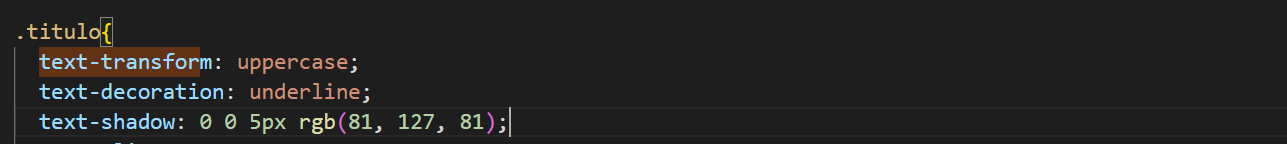 .titulo{
text-transform: uppercase;
text-decoration: underline;
text-shadow: 0 0 5px rgb(81, 127, 81);